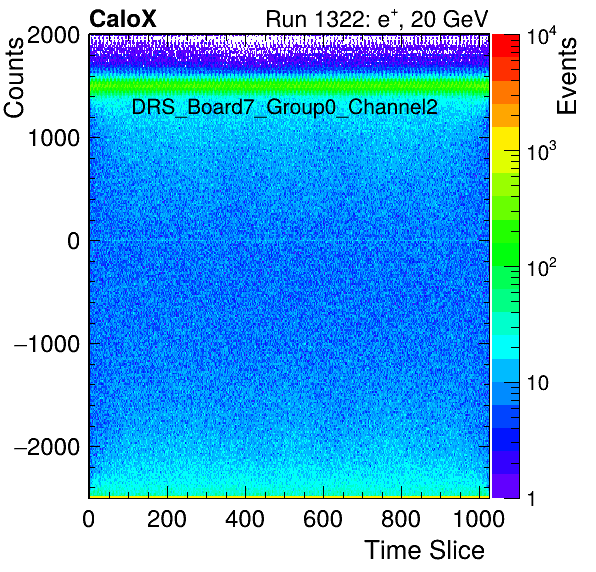 CaloX Run 1322: e⁺, 20 GeV
Counts
Events
DRS_Board7_Group0_Channel2
2000
1000
0
−1000
−2000
0 200 400 600 800 1000
Time Slice
10⁴
10³
10²
10
1